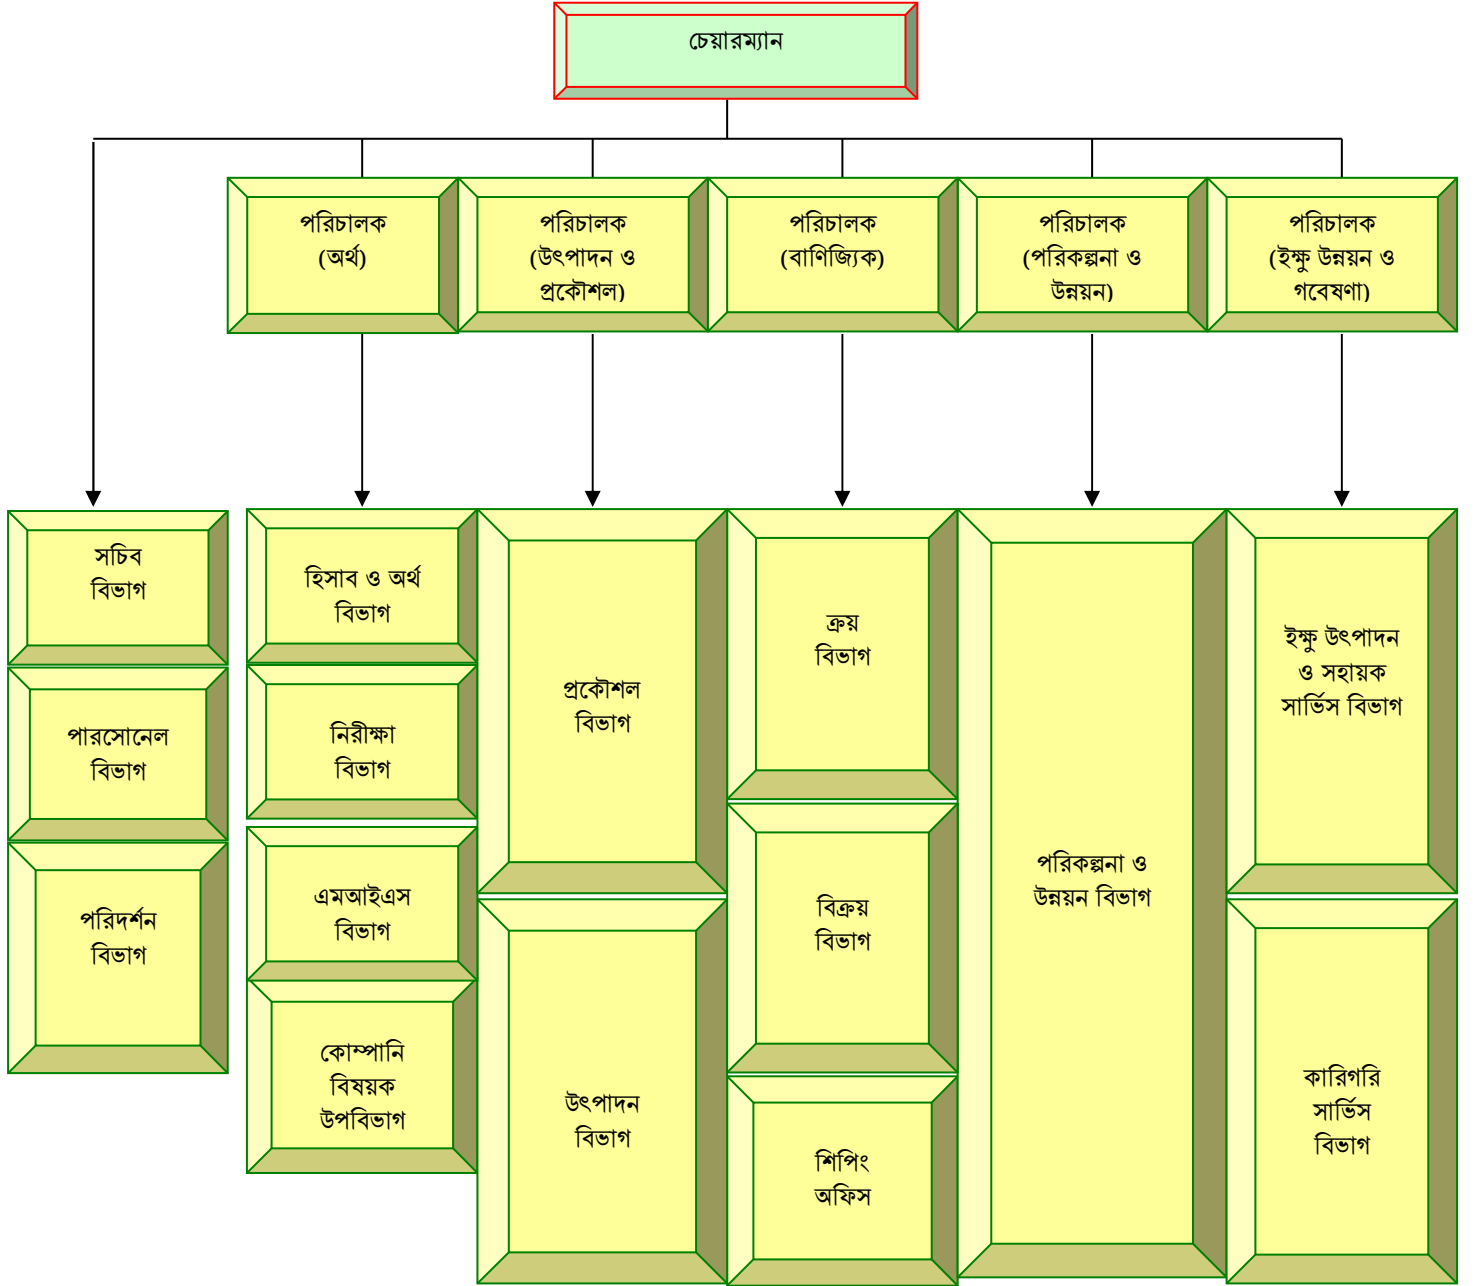 চেয়ারম্যান
পরিচালক
(অর্থ)
পরিচালক
(উৎপাদন ও
প্রকৌশল)
পরিচালক
(বাণিজ্যিক)
পরিচালক
(পরিকল্পনা ও
উন্নয়ন)
পরিচালক
(ইক্ষু উন্নয়ন ও
গবেষণা)
সচিব
বিভাগ
পারসোনেল
বিভাগ
পরিদর্শন
বিভাগ
হিসাব ও অর্থ
বিভাগ
নিরীক্ষা
বিভাগ
এমআইএস
বিভাগ
কোম্পানি
বিষয়ক
উপবিভাগ
প্রকৌশল
বিভাগ
উৎপাদন
বিভাগ
ক্রয়
বিভাগ
বিক্রয়
বিভাগ
শিপিং
অফিস
পরিকল্পনা ও
উন্নয়ন বিভাগ
ইক্ষু উৎপাদন
ও সহায়ক
সার্ভিস বিভাগ
কারিগরি
সার্ভিস
বিভাগ